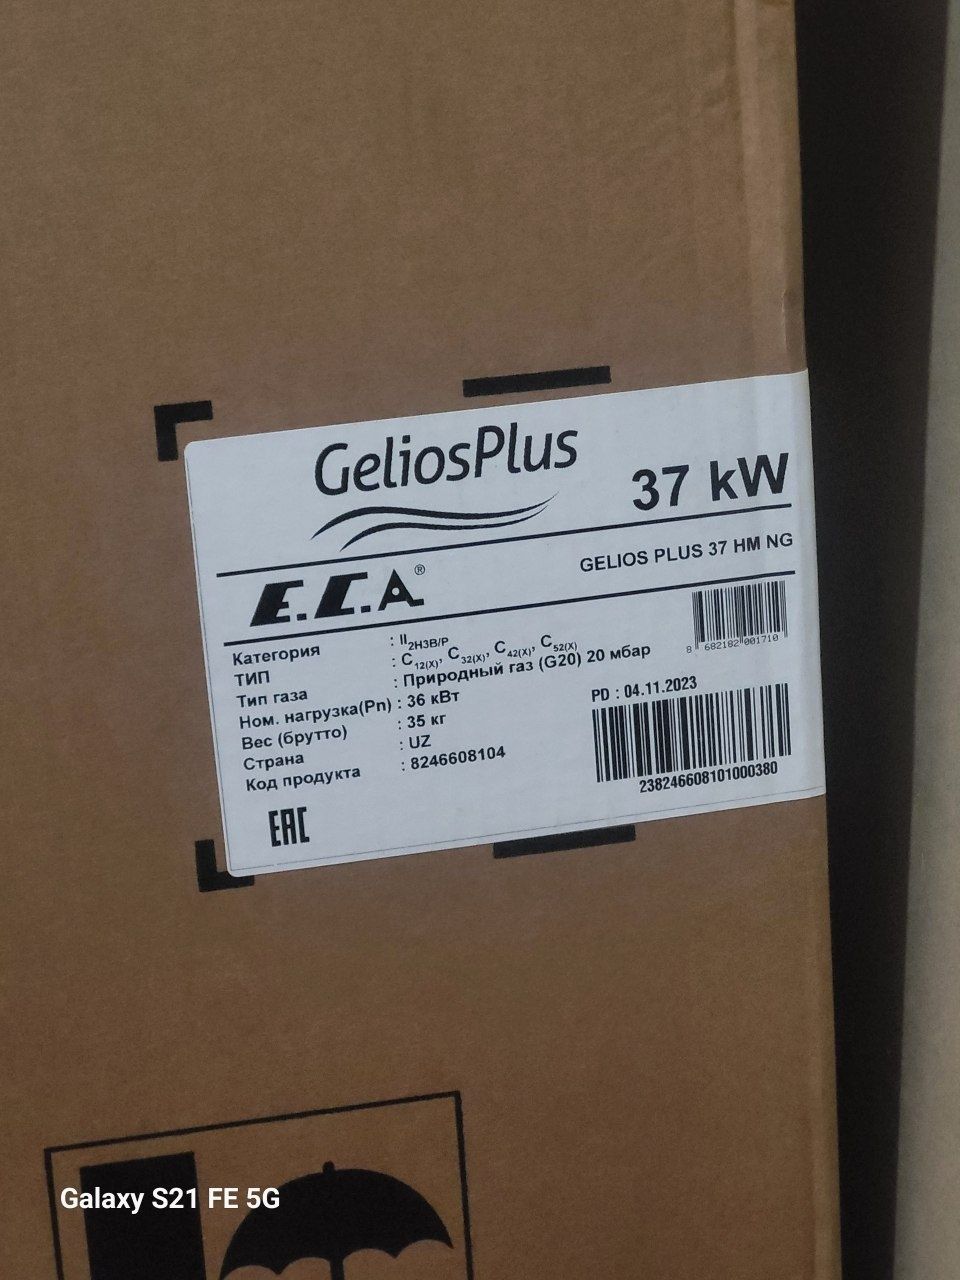 GeliosPlus
37 kW
E.C.A.®
GELIOS PLUS 37 HM NG
Категория : II2H3B/P
ТИП : C12(X), C32(X), C42(X), C52(X)
Тип газа : Природный газ (G20) 20 мбар
Ном. нагрузка(Pn) : 36 кВт
Вес (брутто) : 35 кг
Страна : UZ
Код продукта : 8246608104
8 682182 001710
PD : 04.11.2023
238246608101000380
EAC
Galaxy S21 FE 5G